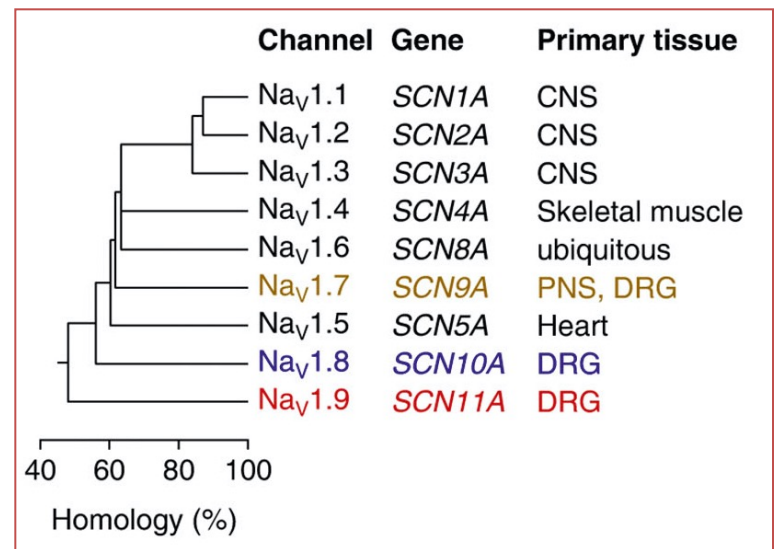 Channel Gene Primary tissue
NaV1.1 SCN1A CNS
NaV1.2 SCN2A CNS
NaV1.3 SCN3A CNS
NaV1.4 SCN4A Skeletal muscle
NaV1.6 SCN8A ubiquitous
NaV1.7 SCN9A PNS, DRG
NaV1.5 SCN5A Heart
NaV1.8 SCN10A DRG
NaV1.9 SCN11A DRG
40 60 80 100
Homology (%)